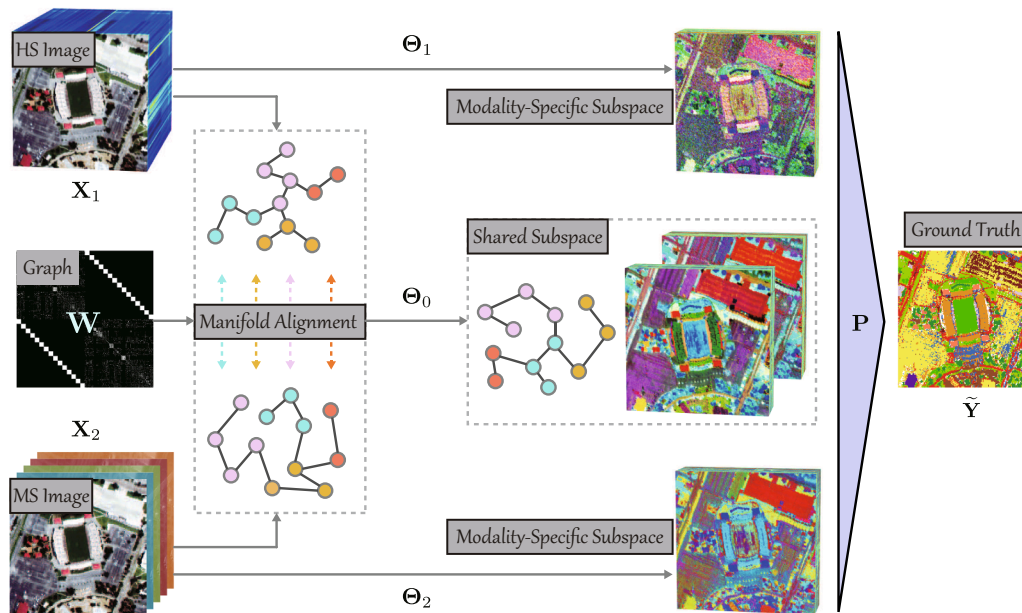 HS Image
Θ₁
Modality-Specific Subspace
X₁
Shared Subspace
Ground Truth
Graph
W
Manifold Alignment
Θ₀
P
Ỹ
X₂
MS Image
Modality-Specific Subspace
Θ₂